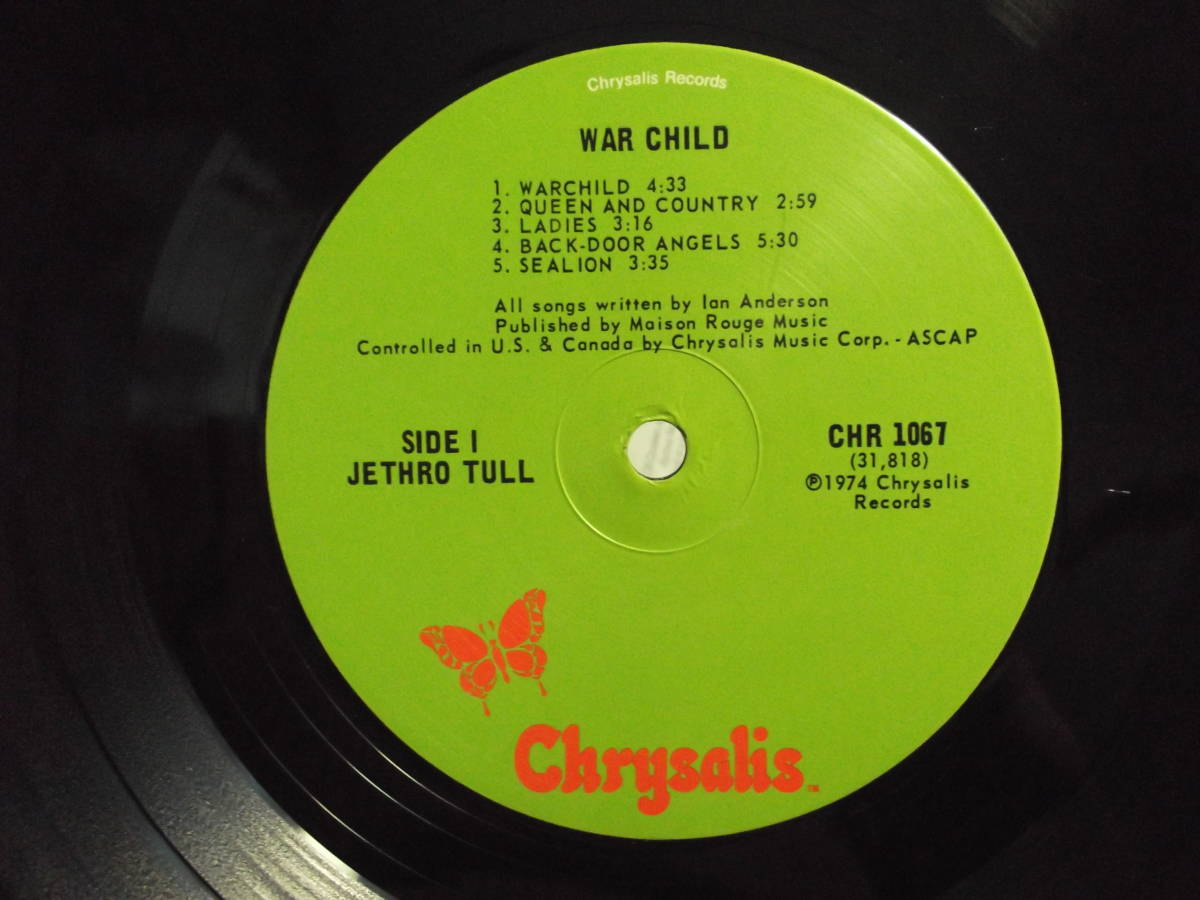 Chrysalis Records
WAR CHILD
1. WARCHILD 4:33
2. QUEEN AND COUNTRY 2:59
3. LADIES 3:16
4. BACK-DOOR ANGELS 5:30
5. SEALION 3:35
All songs written by Ian Anderson
Published by Maison Rouge Music
Controlled in U.S. & Canada by Chrysalis Music Corp. - ASCAP
SIDE I
JETHRO TULL
CHR 1067
(31,818)
℗1974 Chrysalis
Records
Chrysalis™